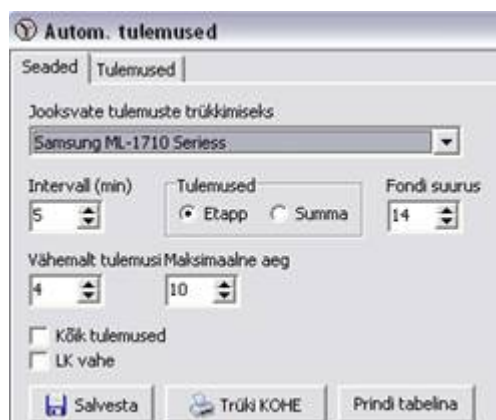 Autom. tulemused
Seaded Tulemused
Jooksvate tulemuste trükkimiseks
Samsung ML-1710 Seriess
Intervall (min) Tulemused Fondi suurus
5 Etapp Summa 14
Vähemalt tulemusi Maksimaalne aeg
4 10
Kõik tulemused
LK vahe
Salvesta Trüki KOHE Prindi tabelina